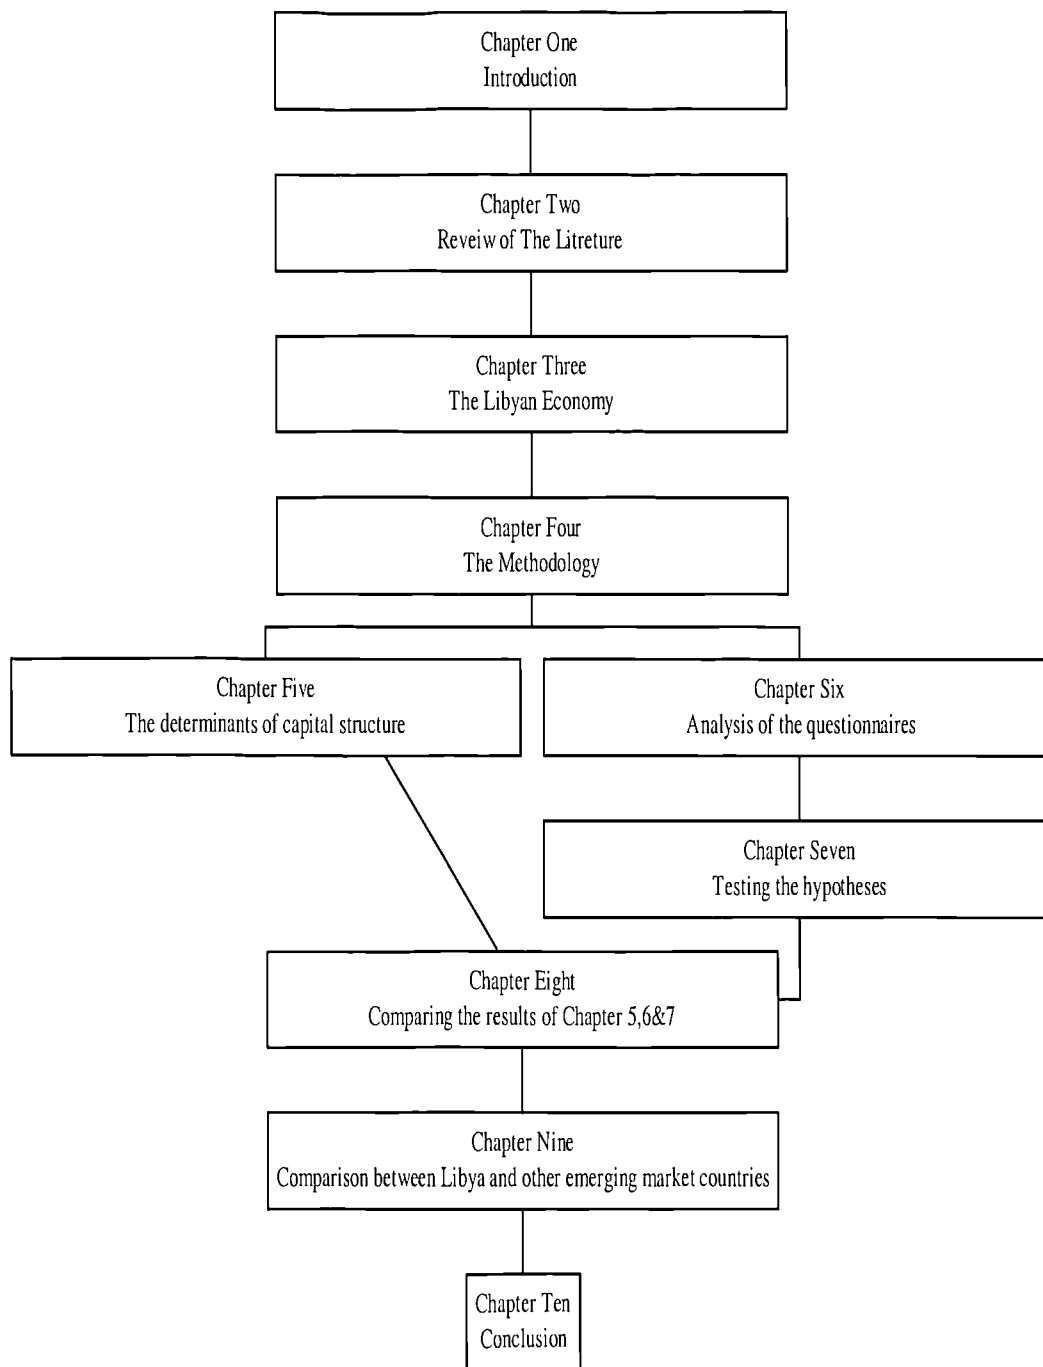 Chapter One
Introduction
Chapter Two
Reveiw of The Litreture
Chapter Three
The Libyan Economy
Chapter Four
The Methodology
Chapter Five
The determinants of capital structure
Chapter Six
Analysis of the questionnaires
Chapter Seven
Testing the hypotheses
Chapter Eight
Comparing the results of Chapter 5,6&7
Chapter Nine
Comparison between Libya and other emerging market countries
Chapter Ten
Conclusion